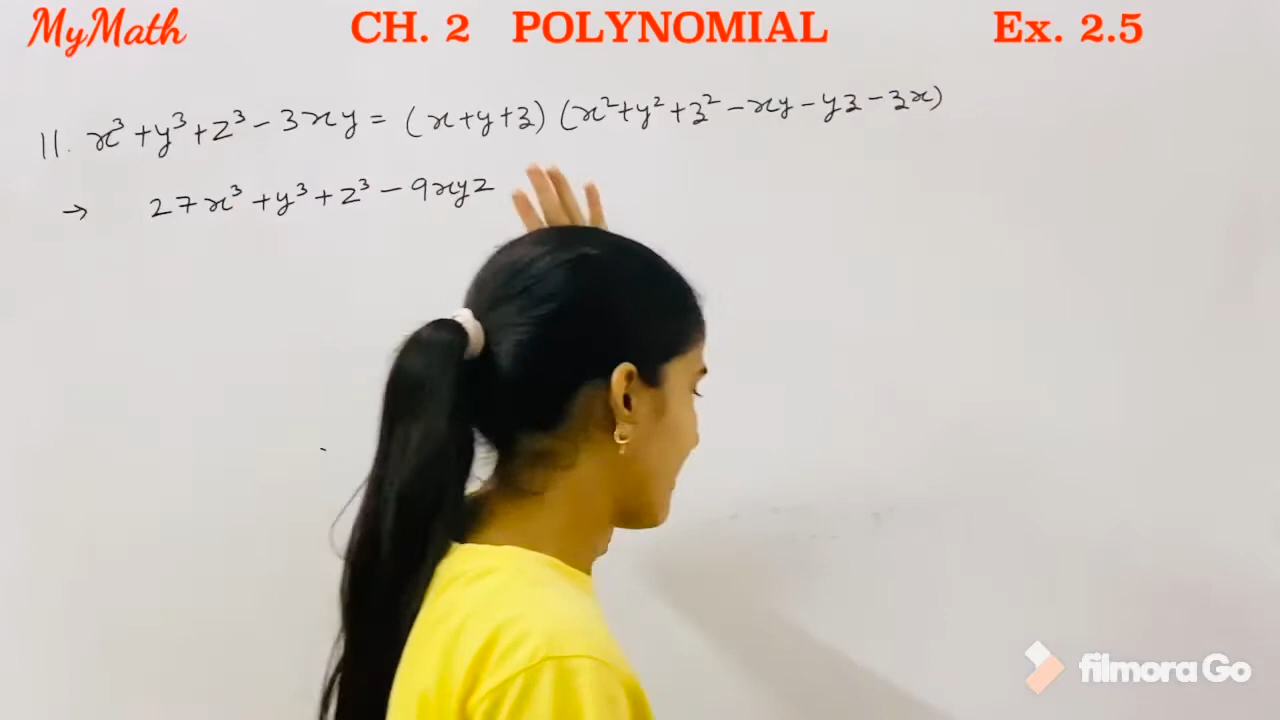 MyMath CH. 2 POLYNOMIAL Ex. 2.5
11. x³ + y³ + z³ - 3xy = (x + y + z) (x² + y² + z² - xy - yz - zx)
→ 27x³ + y³ + z³ - 9xyz
filmora Go